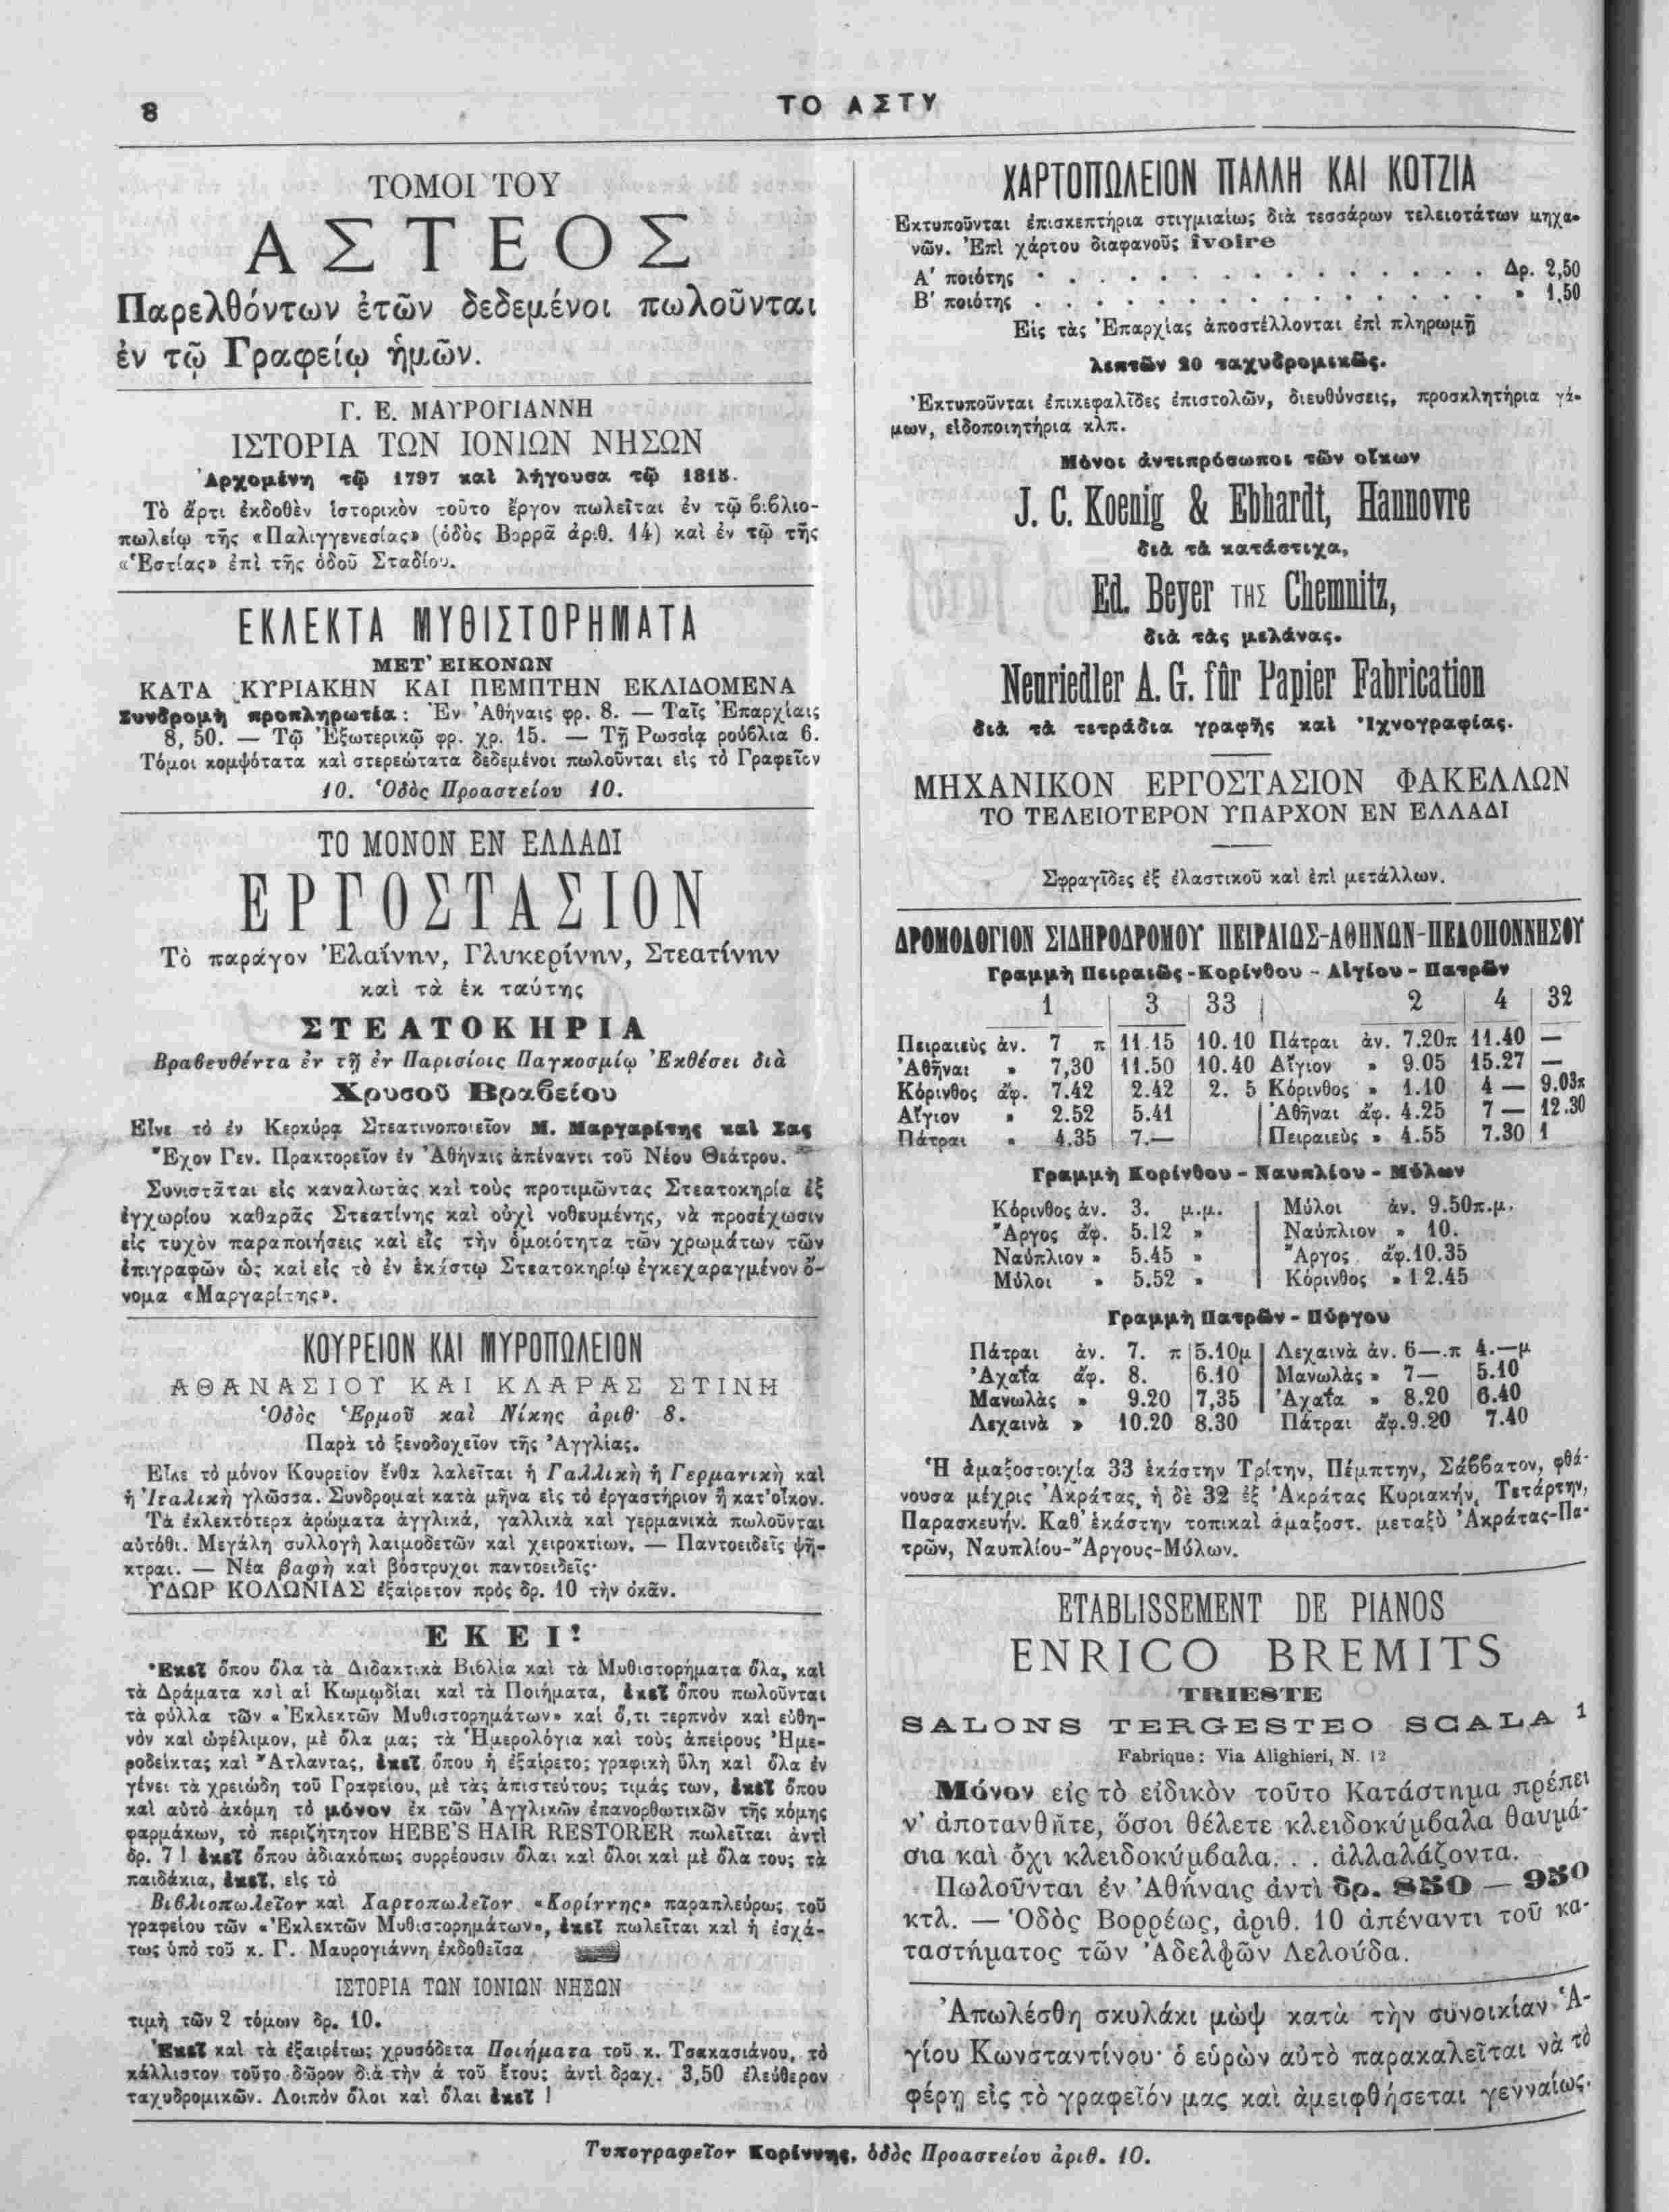 8
ΤΟ ΑΣΤΥ
ΤΟΜΟΙ ΤΟΥ
ΑΣΤΕΟΣ
Παρελθόντων ἐτῶν δεδεμένοι πωλοῦνται
ἐν τῷ Γραφείῳ ἡμῶν.
Γ. Ε. ΜΑΥΡΟΓΙΑΝΝΗ
ΙΣΤΟΡΙΑ ΤΩΝ ΙΟΝΙΩΝ ΝΗΣΩΝ
Ἀρχομένη τῷ 1797 καὶ λήγουσα τῷ 1815.
Τὸ ἄρτι ἐκδοθὲν ἱστορικὸν τοῦτο ἔργον πωλεῖται ἐν τῷ βιβλιο-
πωλείῳ τῆς «Παλιγγενεσίας» (ὁδὸς Βορρᾶ ἀριθ. 14) καὶ ἐν τῷ τῆς
«Ἑστίας» ἐπὶ τῆς ὁδοῦ Σταδίου.
ΕΚΛΕΚΤΑ ΜΥΘΙΣΤΟΡΗΜΑΤΑ
ΜΕΤ' ΕΙΚΟΝΩΝ
ΚΑΤΑ ΚΥΡΙΑΚΗΝ ΚΑΙ ΠΕΜΠΤΗΝ ΕΚΔΙΔΟΜΕΝΑ
Συνδρομὴ προπληρωτέα: Ἐν Ἀθήναις φρ. 8. — Ταῖς Ἐπαρχίαις
8, 50. — Τῷ Ἐξωτερικῷ φρ. χρ. 15. — Τῇ Ρωσσίᾳ ρούβλια 6.
Τόμοι κομψότατα καὶ στερεώτατα δεδεμένοι πωλοῦνται εἰς τὸ Γραφεῖον
10. Ὁδὸς Προαστείου 10.
ΤΟ ΜΟΝΟΝ ΕΝ ΕΛΛΑΔΙ
ΕΡΓΟΣΤΑΣΙΟΝ
Τὸ παράγον Ἐλαΐνην, Γλυκερίνην, Στεατίνην
καὶ τὰ ἐκ ταύτης
ΣΤΕΑΤΟΚΗΡΙΑ
Βραβευθέντα ἐν τῇ ἐν Παρισίοις Παγκοσμίῳ Ἐκθέσει διὰ
Χρυσοῦ Βραβείου
Εἶνε τὸ ἐν Κερκύρᾳ Στεατινοποιεῖον Μ. Μαργαρίτης καὶ Σας
Ἔχον Γεν. Πρακτορεῖον ἐν Ἀθήναις ἀπέναντι τοῦ Νέου Θεάτρου.
Συνιστᾶται εἰς καναλωτὰς καὶ τοὺς προτιμῶντας Στεατοκηρία ἐξ
ἐγχωρίου καθαρᾶς Στεατίνης καὶ οὐχὶ νοθευμένης, νὰ προσέχωσιν
εἰς τυχὸν παραποιήσεις καὶ εἰς τὴν ὁμοιότητα τῶν χρωμάτων τῶν
ἐπιγραφῶν ὡς καὶ εἰς τὸ ἐν ἑκάστῳ Στεατοκηρίῳ ἐγκεχαραγμένον ὄ-
νομα «Μαργαρίτης».
ΚΟΥΡΕΙΟΝ ΚΑΙ ΜΥΡΟΠΩΛΕΙΟΝ
ΑΘΑΝΑΣΙΟΥ ΚΑΙ ΚΛΑΡΑΣ ΣΤΙΝΗ
Ὁδὸς Ἑρμοῦ καὶ Νίκης ἀριθ. 8.
Παρὰ τὸ ξενοδοχεῖον τῆς Ἀγγλίας.
Εἶνε τὸ μόνον Κουρεῖον ἔνθα λαλεῖται ἡ Γαλλικὴ ἡ Γερμανικὴ καὶ
ἡ Ἰταλικὴ γλῶσσα. Συνδρομαὶ κατὰ μῆνα εἰς τὸ ἐργαστήριον ἢ κατ' οἶκον.
Τὰ ἐκλεκτότερα ἀρώματα ἀγγλικά, γαλλικὰ καὶ γερμανικὰ πωλοῦνται
αὐτόθι. Μεγάλη συλλογὴ λαιμοδετῶν καὶ χειροκτίων. — Παντοειδεῖς ψῆ-
κτραι. — Νέα βαφὴ καὶ βόστρυχοι παντοειδεῖς·
ΥΔΩΡ ΚΟΛΩΝΙΑΣ ἐξαίρετον πρὸς δρ. 10 τὴν ὀκᾶν.
ΕΚΕΙ!
Ἐκεῖ ὅπου ὅλα τὰ Διδακτικὰ Βιβλία καὶ τὰ Μυθιστορήματα ὅλα, καὶ
τὰ Δράματα καὶ αἱ Κωμῳδίαι καὶ τὰ Ποιήματα, ἐκεῖ ὅπου πωλοῦνται
τὰ φύλλα τῶν «Ἐκλεκτῶν Μυθιστορημάτων» καί ὅ,τι τερπνὸν καὶ εὐθη-
νὸν καὶ ὠφέλιμον, μὲ ὅλα μας τὰ Ἡμερολόγια καὶ τοὺς ἀπείρους Ἡμε-
ροδείκτας καὶ Ἄτλαντας, ἐκεῖ ὅπου ἡ ἐξαίρετος γραφικὴ ὕλη καὶ ὅλα ἐν
γένει τὰ χρειώδη τοῦ Γραφείου, μὲ τὰς ἀπιστεύτους τιμάς των, ἐκεῖ ὅπου
καὶ αὐτὸ ἀκόμη τὸ μόνον ἐκ τῶν Ἀγγλικῶν ἐπανορθωτικῶν τῆς κόμης
φαρμάκων, τὸ περιζήτητον HEBE'S HAIR RESTORER πωλεῖται ἀντὶ
δρ. 7! ἐκεῖ ὅπου ἀδιακόπως συρρέουσιν ὅλαι καὶ ὅλοι καὶ μὲ ὅλα τους τὰ
παιδάκια, ἐκεῖ, εἰς τὸ
Βιβλιοπωλεῖον καὶ Χαρτοπωλεῖον «Κορίννης» παραπλεύρως τοῦ
γραφείου τῶν «Ἐκλεκτῶν Μυθιστορημάτων», ἐκεῖ πωλεῖται καὶ ἡ ἐσχά-
τως ὑπὸ τοῦ κ. Γ. Μαυρογιάννη ἐκδοθεῖσα
ΙΣΤΟΡΙΑ ΤΩΝ ΙΟΝΙΩΝ ΝΗΣΩΝ
τιμὴ τῶν 2 τόμων δρ. 10.
Ἐκεῖ καὶ τὰ ἐξαιρέτως χρυσόδετα Ποιήματα τοῦ κ. Τσακασιάνου, τὸ
κάλλιστον τοῦτο δῶρον διὰ τὴν ά τοῦ ἔτους ἀντὶ δραχ. 3,50 ἐλεύθερον
ταχυδρομικῶν. Λοιπὸν ὅλοι καὶ ὅλαι ἐκεῖ!
ΧΑΡΤΟΠΩΛΕΙΟΝ ΠΑΛΛΗ ΚΑΙ ΚΟΤΖΙΑ
Ἐκτυποῦνται ἐπισκεπτήρια στιγμιαίως διὰ τεσσάρων τελειοτάτων μηχα-
νῶν. Ἐπὶ χάρτου διαφανοῦς ivoire
Α' ποιότης . . . . . . . . . . . . . . . Δρ. 2,50
Β' ποιότης . . . . . . . . . . . . . . . » 1.50
Εἰς τὰς Ἐπαρχίας ἀποστέλλονται ἐπὶ πληρωμῇ
λεπτῶν 20 ταχυδρομικῶς.
Ἐκτυποῦνται ἐπικεφαλῖδες ἐπιστολῶν, διευθύνσεις, προσκλητήρια γά-
μων, εἰδοποιητήρια κλπ.
Μόνοι ἀντιπρόσωποι τῶν οἴκων
J. C. Koenig & Ebhardt, Hannovre
διὰ τὰ κατάστιχα,
Ed. Beyer ΤΗΣ Chemnitz,
διὰ τὰς μελάνας.
Neuriedler A. G. fûr Papier Fabrication
διὰ τὰ τετράδια γραφῆς καὶ Ἰχνογραφίας.
ΜΗΧΑΝΙΚΟΝ ΕΡΓΟΣΤΑΣΙΟΝ ΦΑΚΕΛΛΩΝ
ΤΟ ΤΕΛΕΙΟΤΕΡΟΝ ΥΠΑΡΧΟΝ ΕΝ ΕΛΛΑΔΙ
Σφραγῖδες ἐξ ἐλαστικοῦ καὶ ἐπὶ μετάλλων.
ΔΡΟΜΟΛΟΓΙΟΝ ΣΙΔΗΡΟΔΡΟΜΟΥ ΠΕΙΡΑΙΩΣ-ΑΘΗΝΩΝ-ΠΕΛΟΠΟΝΝΗΣΟΥ
Γραμμὴ Πειραιῶς - Κορίνθου - Αἰγίου - Πατρῶν
1 3 33 2 4 32
Πειραιεὺς ἀν. 7 π 11.15 10.10 Πάτραι ἀν. 7.20π 11.40 —
Ἀθῆναι » 7,30 11.50 10.40 Αἴγιον » 9.05 15.27 —
Κόρινθος ἀφ. 7.42 2.42 2. 5 Κόρινθος » 1.10 4 — 9.03π
Αἴγιον » 2.52 5.41 Ἀθῆναι ἀφ. 4.25 7 — 12.30
Πάτραι » 4.35 7.— Πειραιεὺς » 4.55 7.30 1
Γραμμὴ Κορίνθου - Ναυπλίου - Μύλων
Κόρινθος ἀν. 3. μ.μ. Μύλοι ἀν. 9.50π.μ.
Ἄργος ἀφ. 5.12 » Ναύπλιον » 10.
Ναύπλιον » 5.45 » Ἄργος ἀφ.10.35
Μύλοι » 5.52 » Κόρινθος » 12.45
Γραμμὴ Πατρῶν - Πύργου
Πάτραι ἀν. 7. π 5.10μ Λεχαινὰ ἀν. 6—.π 4.—μ
Ἀχαΐα ἀφ. 8. 6.10 Μανωλὰς » 7— 5.10
Μανωλὰς » 9.20 7,35 Ἀχαΐα » 8.20 6.40
Λεχαινὰ » 10.20 8.30 Πάτραι ἀφ.9.20 7.40
Ἡ ἁμαξοστοιχία 33 ἑκάστην Τρίτην, Πέμπτην, Σάββατον, φθά-
νουσα μέχρις Ἀκράτας, ἡ δὲ 32 ἐξ Ἀκράτας Κυριακήν, Τετάρτην,
Παρασκευήν. Καθ' ἑκάστην τοπικαὶ ἁμαξοστ. μεταξὺ Ἀκράτας-Πα-
τρῶν, Ναυπλίου-Ἄργους-Μύλων.
ETABLISSEMENT DE PIANOS
ENRICO BREMITS
TRIESTE
SALONS TERGESTEO SCALA 1
Fabrique: Via Alighieri, N. 12
Μόνον εἰς τὸ εἰδικὸν τοῦτο Κατάστημα πρέπει
ν' ἀποτανθῆτε, ὅσοι θέλετε κλειδοκύμβαλα θαυμά-
σια καὶ ὄχι κλειδοκύμβαλα. . . ἀλλαλάζοντα.
Πωλοῦνται ἐν Ἀθήναις ἀντὶ δρ. 850 — 950
κτλ. — Ὁδὸς Βορρέως, ἀριθ. 10 ἀπέναντι τοῦ κα-
ταστήματος τῶν Ἀδελφῶν Λελούδα.
Ἀπωλέσθη σκυλάκι μὼψ κατὰ τὴν συνοικίαν Ἁ-
γίου Κωνσταντίνου· ὁ εὑρὼν αὐτὸ παρακαλεῖται νὰ τὸ
φέρῃ εἰς τὸ γραφεῖόν μας καὶ ἀμειφθήσεται γενναίως.
Τυπογραφεῖον Κορίννης, ὁδὸς Προαστείου ἀριθ. 10.